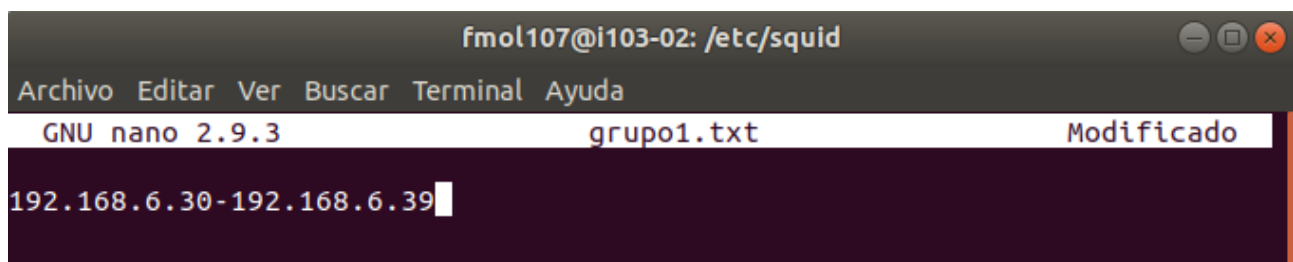 fmol107@i103-02: /etc/squid
Archivo Editar Ver Buscar Terminal Ayuda
GNU nano 2.9.3 grupo1.txt Modificado
192.168.6.30-192.168.6.39